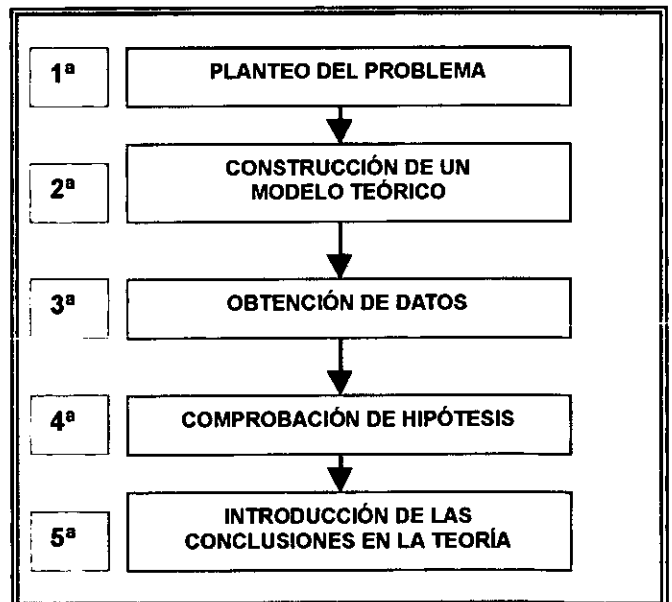 1ª
PLANTEO DEL PROBLEMA
2ª
CONSTRUCCIÓN DE UN
MODELO TEÓRICO
3ª
OBTENCIÓN DE DATOS
4ª
COMPROBACIÓN DE HIPÓTESIS
5ª
INTRODUCCIÓN DE LAS
CONCLUSIONES EN LA TEORÍA